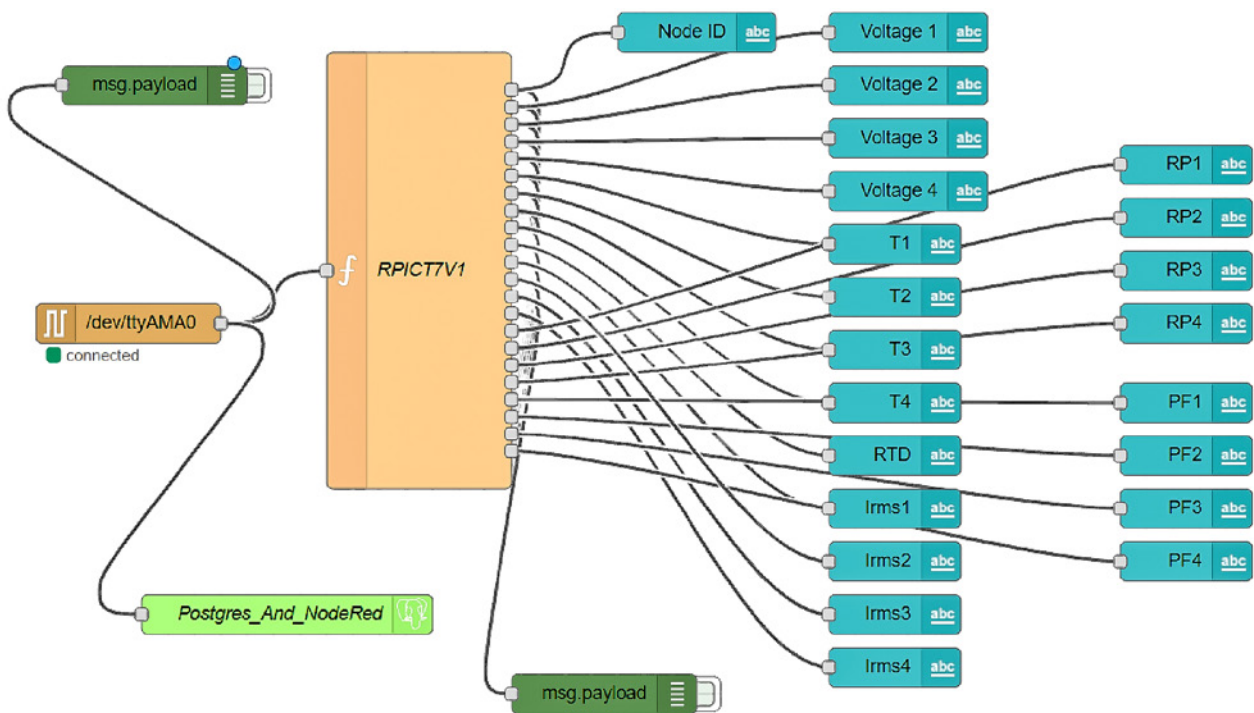 msg.payload
/dev/ttyAMA0
connected
Postgres_And_NodeRed
RPICT7V1
msg.payload
Node ID abc
Voltage 1 abc
Voltage 2 abc
Voltage 3 abc
Voltage 4 abc
T1 abc
T2 abc
T3 abc
T4 abc
RTD abc
Irms1 abc
Irms2 abc
Irms3 abc
Irms4 abc
RP1 abc
RP2 abc
RP3 abc
RP4 abc
PF1 abc
PF2 abc
PF3 abc
PF4 abc